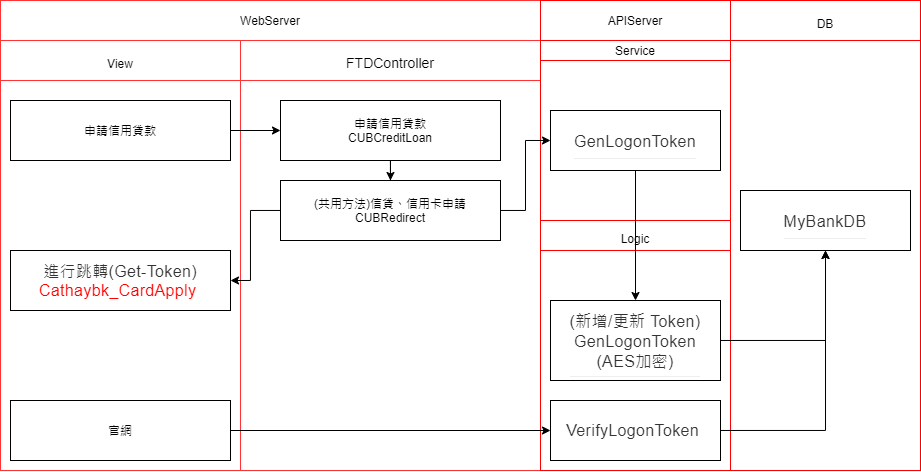 WebServer
APIServer
DB
View
FTDController
Service
申請信用貸款
申請信用貸款
CUBCreditLoan
GenLogonToken
(共用方法)信貸、信用卡申請
CUBRedirect
MyBankDB
Logic
進行跳轉(Get-Token)
Cathaybk_CardApply
(新增/更新 Token)
GenLogonToken
(AES加密)
官網
VerifyLogonToken